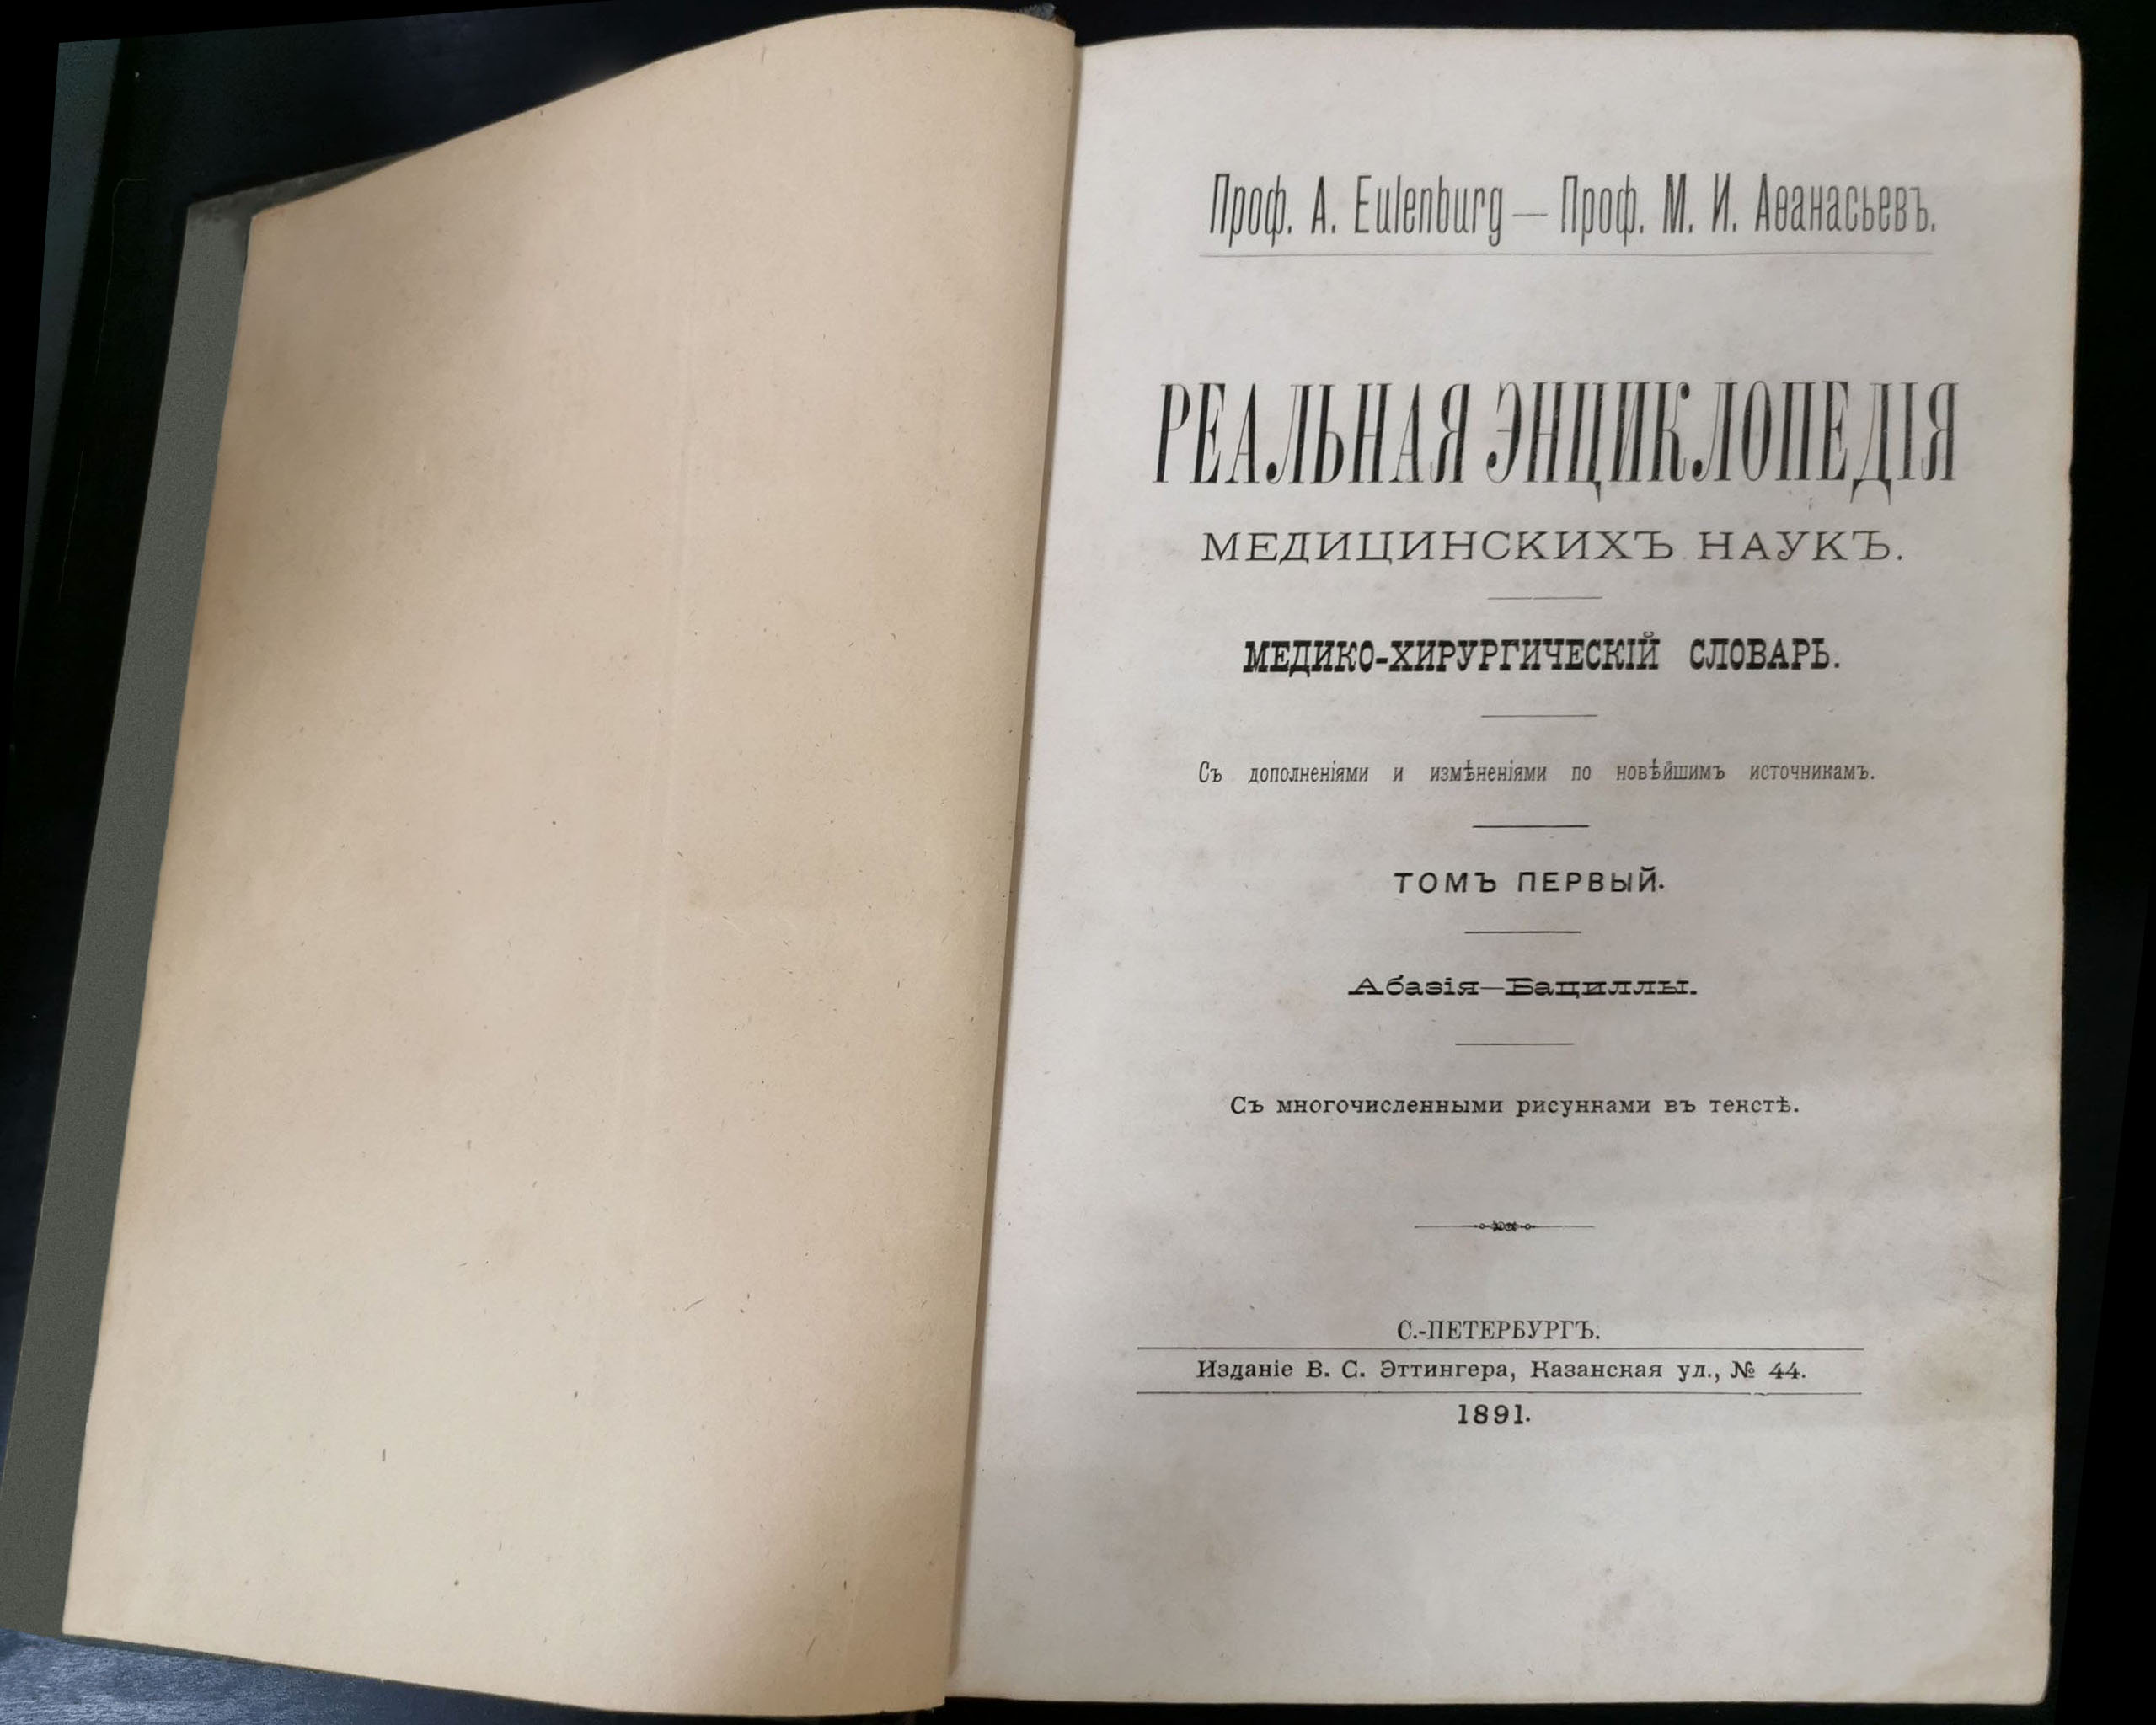 Проф. А. Eulenburg — Проф. М. И. Аѳанасьевъ.
РЕАЛЬНАЯ ЭНЦИКЛОПЕДІЯ
МЕДИЦИНСКИХЪ НАУКЪ.
МЕДИКО-ХИРУРГИЧЕСКІЙ СЛОВАРЬ.
Съ дополненіями и измѣненіями по новѣйшимъ источникамъ.
ТОМЪ ПЕРВЫЙ.
Абазія—Бациллы.
Съ многочисленными рисунками въ текстѣ.
С.-ПЕТЕРБУРГЪ.
Изданіе В. С. Эттингера, Казанская ул., № 44.
1891.